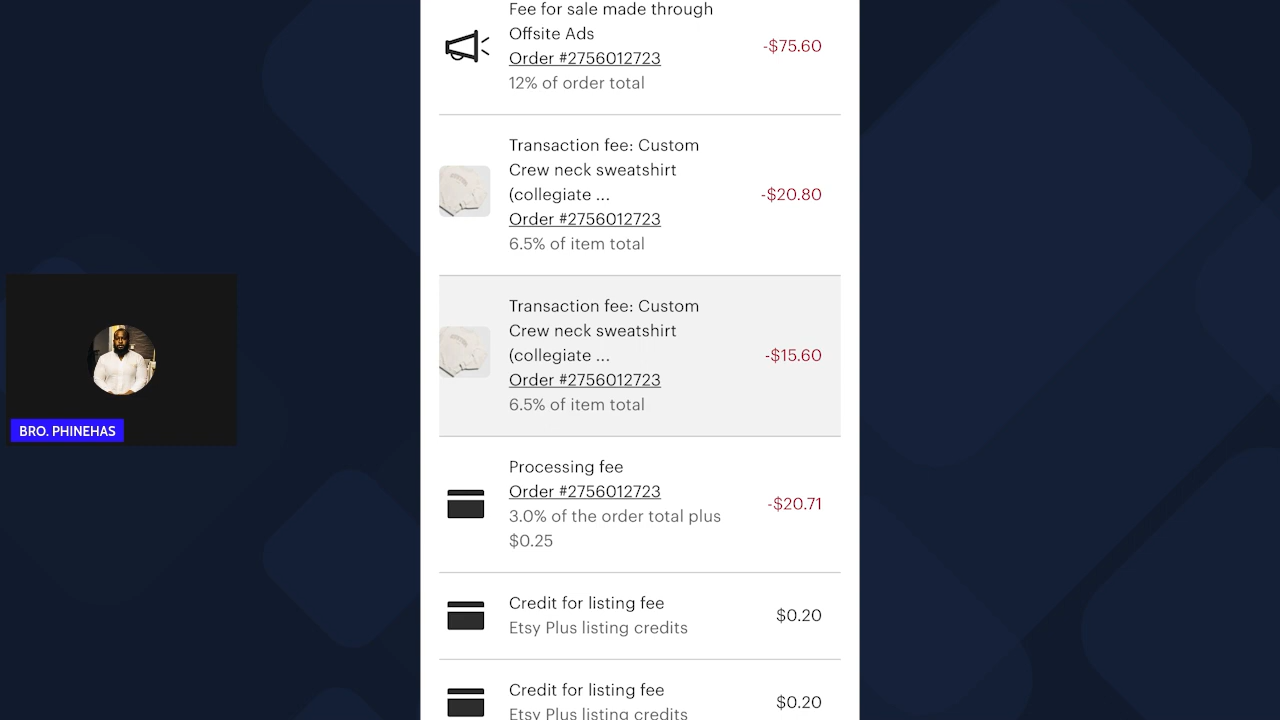 Fee for sale made through
Offsite Ads
-$75.60
Order #2756012723
12% of order total
Transaction fee: Custom
Crew neck sweatshirt
(collegiate ...
-$20.80
Order #2756012723
6.5% of item total
Transaction fee: Custom
Crew neck sweatshirt
(collegiate ...
-$15.60
Order #2756012723
6.5% of item total
BRO. PHINEHAS
Processing fee
Order #2756012723
-$20.71
3.0% of the order total plus
$0.25
Credit for listing fee
$0.20
Etsy Plus listing credits
Credit for listing fee
$0.20
Etsy Plus listing credits